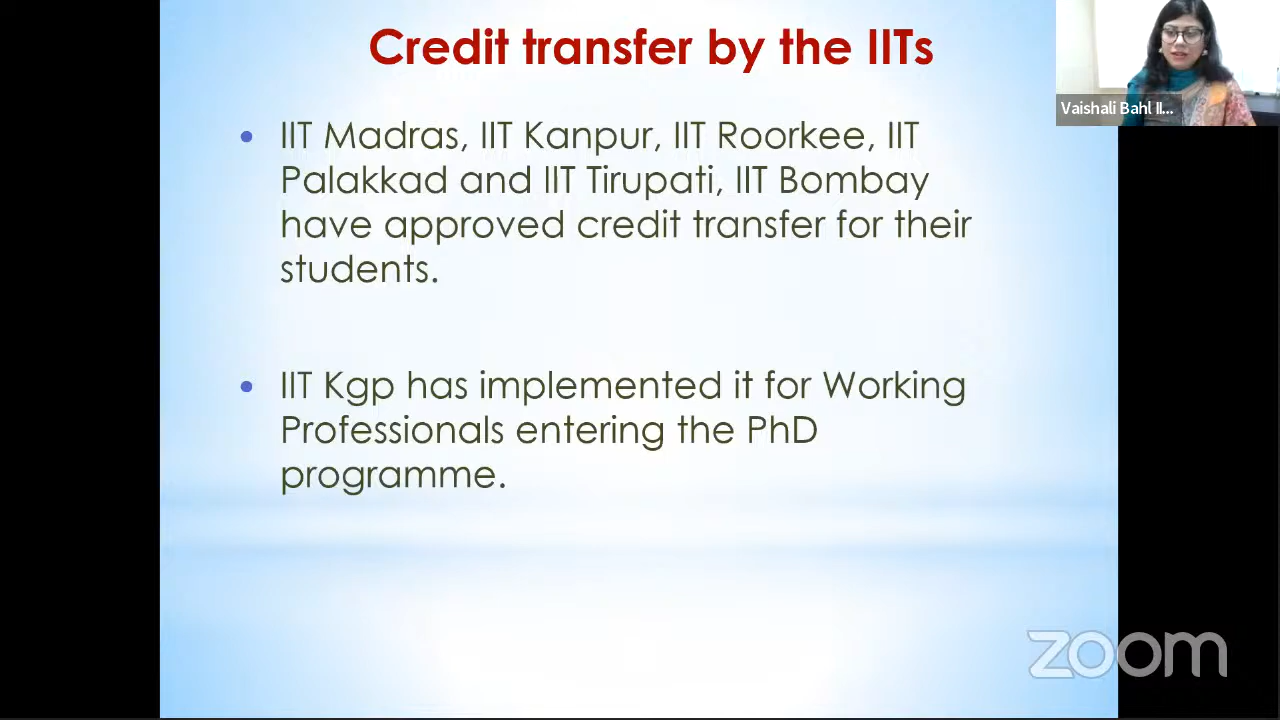 Credit transfer by the IITs
Vaishali Bahl II...
• IIT Madras, IIT Kanpur, IIT Roorkee, IIT
Palakkad and IIT Tirupati, IIT Bombay
have approved credit transfer for their
students.
• IIT Kgp has implemented it for Working
Professionals entering the PhD
programme.
zoom